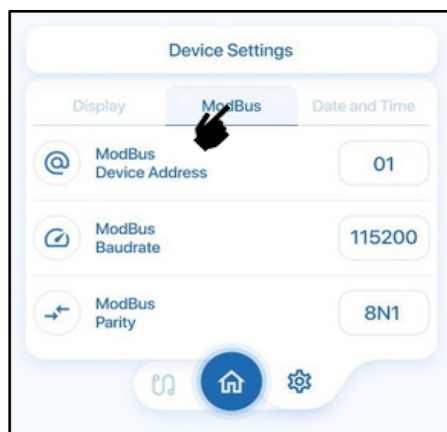 Device Settings
Display ModBus Date and Time
ModBus
Device Address
01
ModBus
Baudrate
115200
ModBus
Parity
8N1